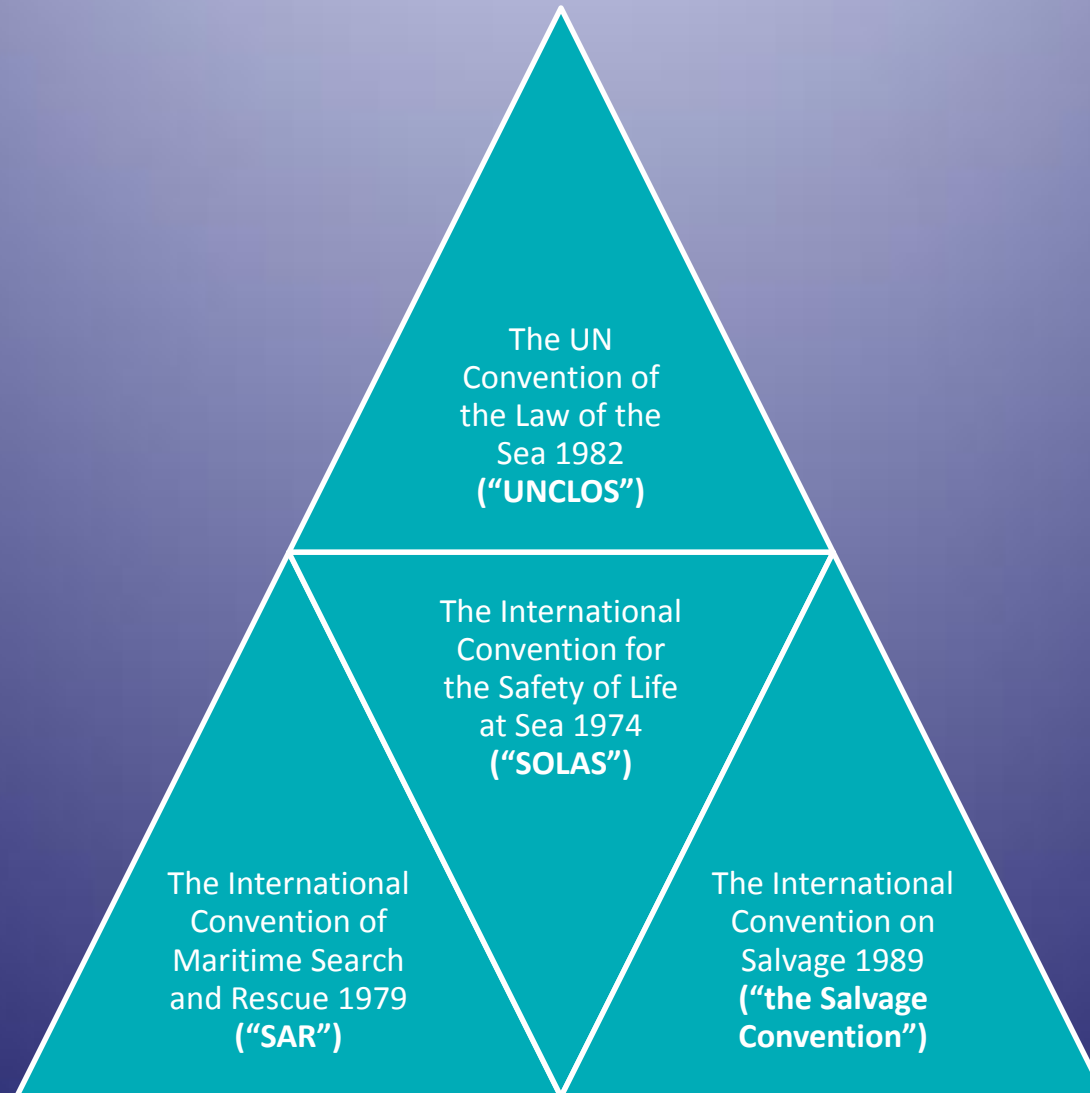 The UN
Convention of
the Law of the
Sea 1982
(“UNCLOS”)
The International
Convention for
the Safety of Life
at Sea 1974
(“SOLAS”)
The International
Convention of
Maritime Search
and Rescue 1979
(“SAR”)
The International
Convention on
Salvage 1989
(“the Salvage
Convention”)